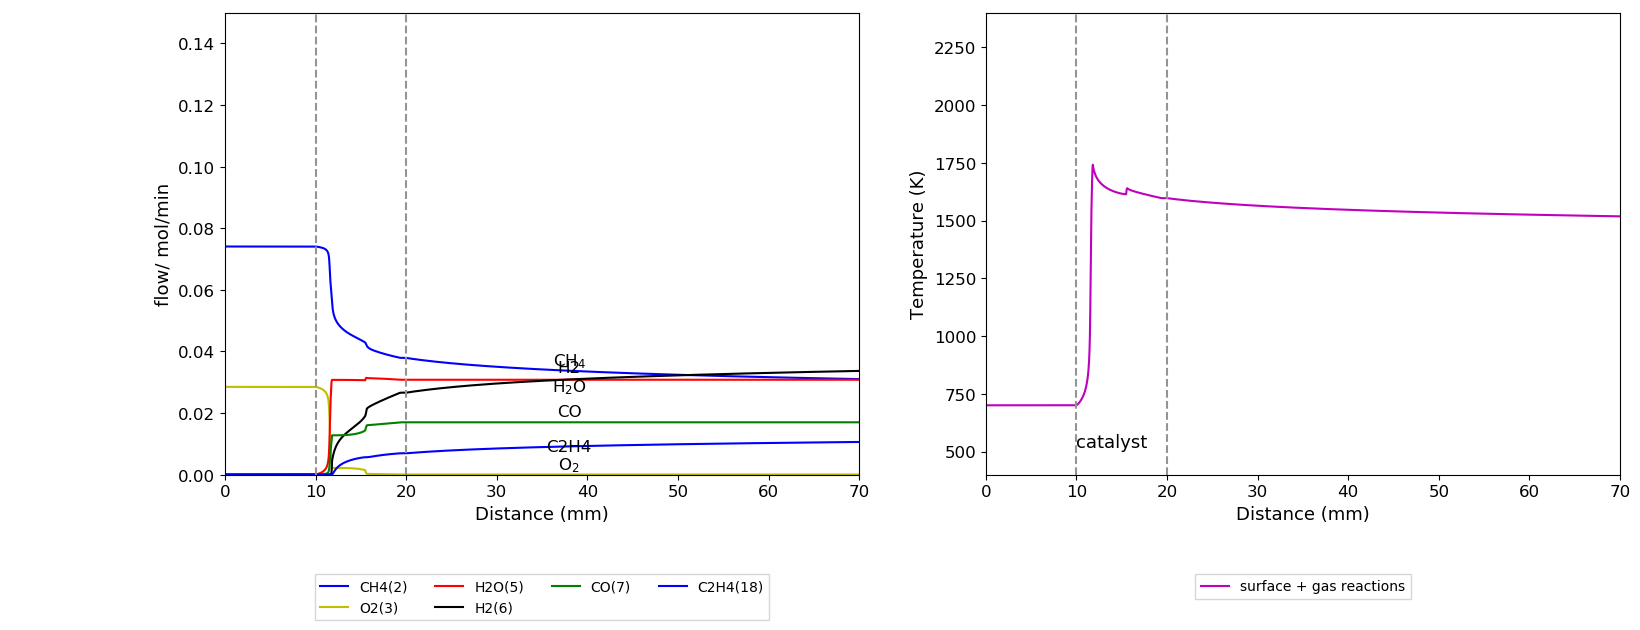 flow/ mol/min
0.14
0.12
0.10
0.08
0.06
0.04
0.02
0.00
CH₄
H2
H₂O
CO
C2H4
O₂
0 10 20 30 40 50 60 70
Distance (mm)
CH4(2) H2O(5) CO(7) C2H4(18)
O2(3) H2(6)
Temperature (K)
2250
2000
1750
1500
1250
1000
750
500
catalyst
0 10 20 30 40 50 60 70
Distance (mm)
surface + gas reactions